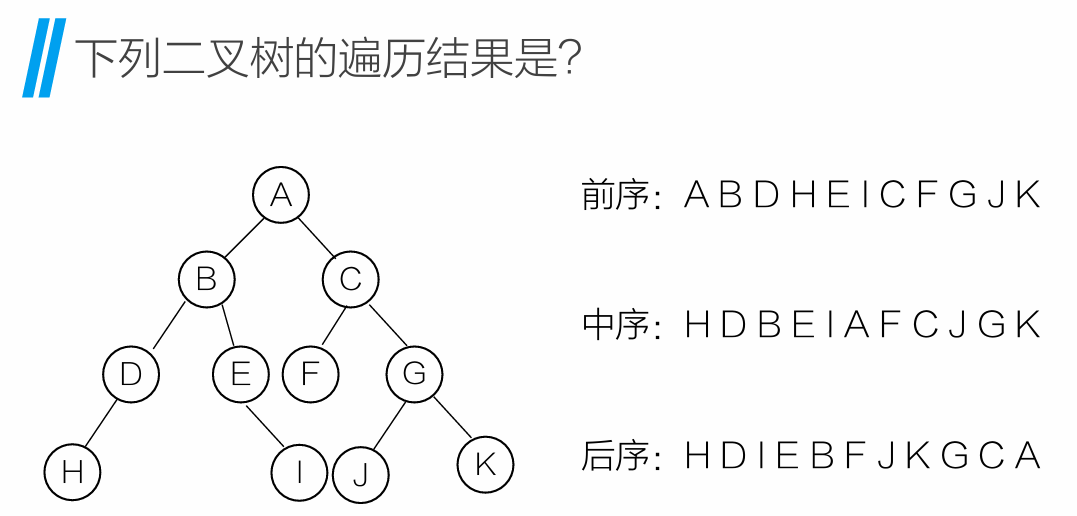 下列二叉树的遍历结果是?
A
B
C
D
E
F
G
H
I
J
K
前序: A B D H E I C F G J K
中序: H D B E I A F C J G K
后序: H D I E B F J K G C A